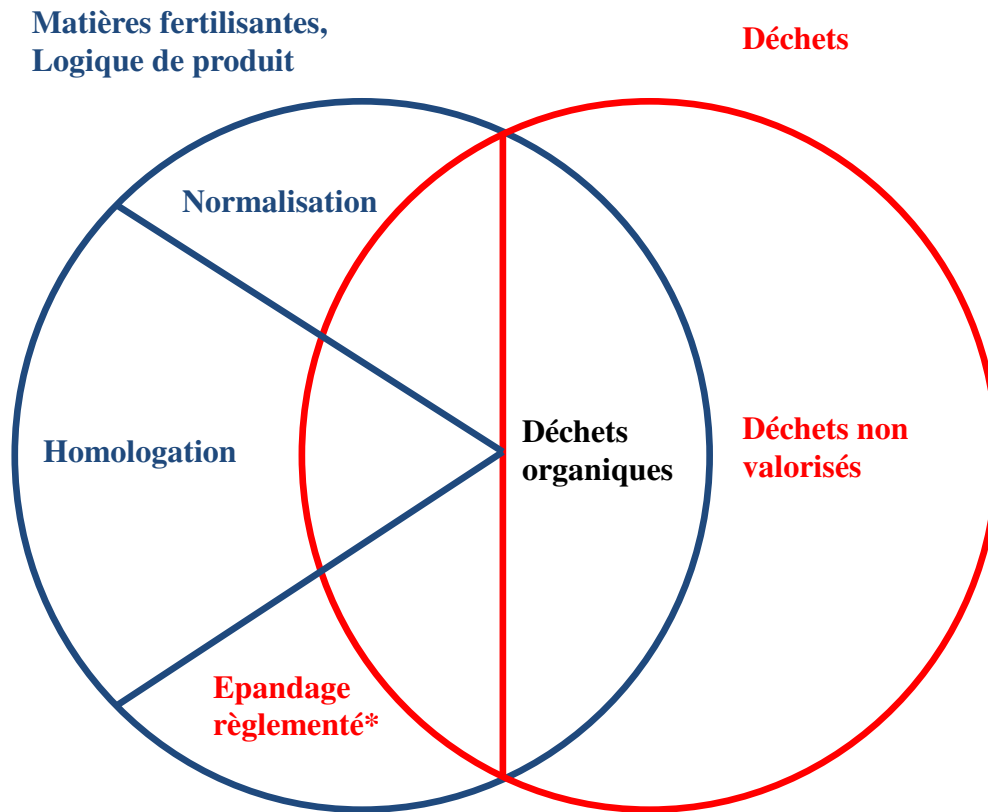 Matières fertilisantes,
Logique de produit
Déchets
Normalisation
Homologation
Déchets
organiques
Déchets non
valorisés
Epandage
règlementé*